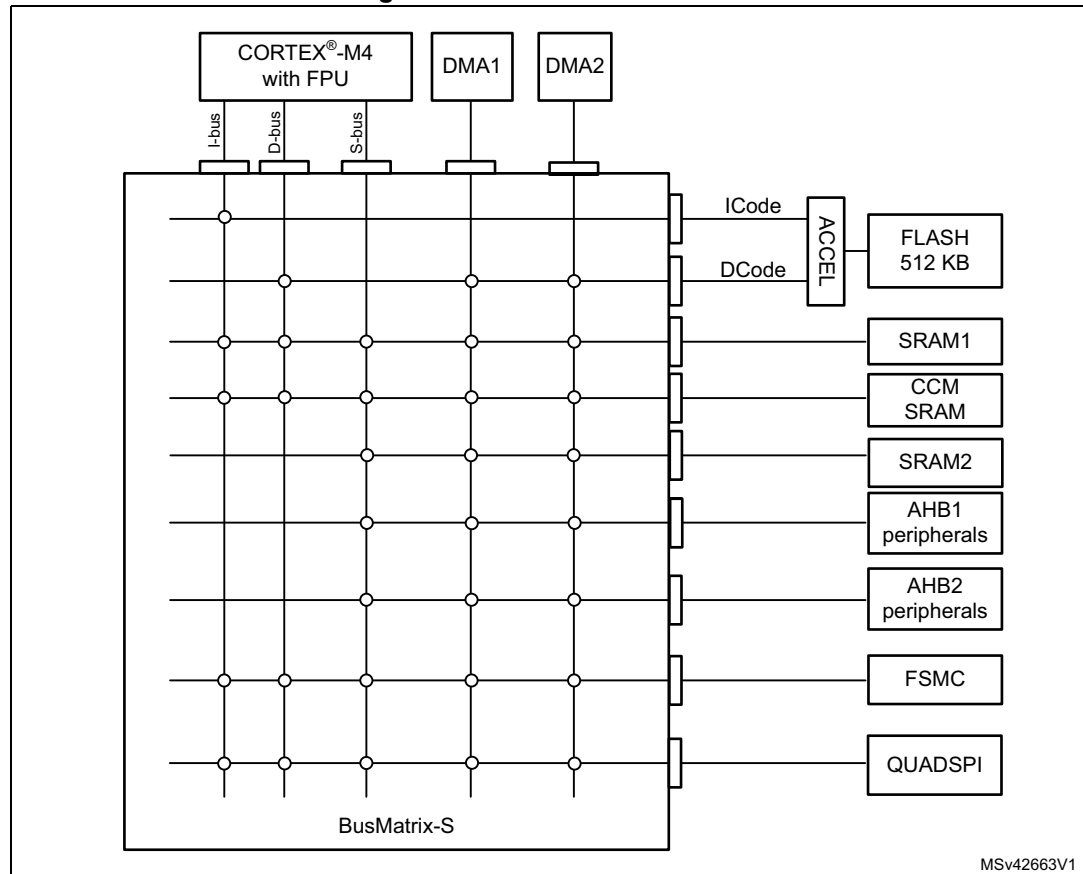 CORTEX®-M4
with FPU
DMA1
DMA2
I-bus
D-bus
S-bus
ICode
ACCEL
FLASH
512 KB
DCode
SRAM1
CCM
SRAM
SRAM2
AHB1
peripherals
AHB2
peripherals
FSMC
QUADSPI
BusMatrix-S
MSv42663V1